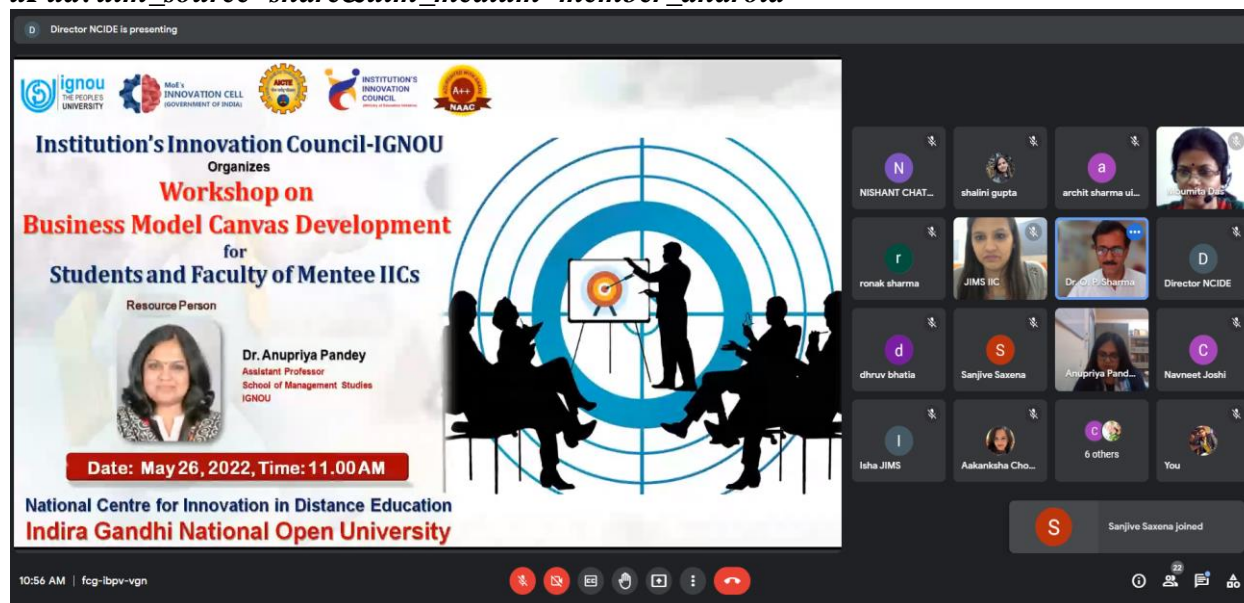 D Director NCIDE is presenting
ignou
THE PEOPLE'S
UNIVERSITY
MoE's
INNOVATION CELL
(GOVERNMENT OF INDIA)
AICTE
INSTITUTION'S
INNOVATION
COUNCIL
A++
NAAC
Institution's Innovation Council-IGNOU
Organizes
Workshop on
Business Model Canvas Development
for
Students and Faculty of Mentee IICs
Resource Person
Dr. Anupriya Pandey
Assistant Professor
School of Management Studies
IGNOU
Date: May 26, 2022, Time: 11.00 AM
National Centre for Innovation in Distance Education
Indira Gandhi National Open University
N
NISHANT CHAT...
shalini gupta
a
archit sharma ui...
Das
r
ronak sharma
JIMS IIC
Dr. O. P. Sharma
D
Director NCIDE
d
dhruv bhatia
S
Sanjive Saxena
Anupriya Pand...
C
Navneet Joshi
I
Isha JIMS
Aakanksha Cho...
C
6 others
You
S
Sanjive Saxena joined
10:56 AM | fcg-ibpv-vgn
22